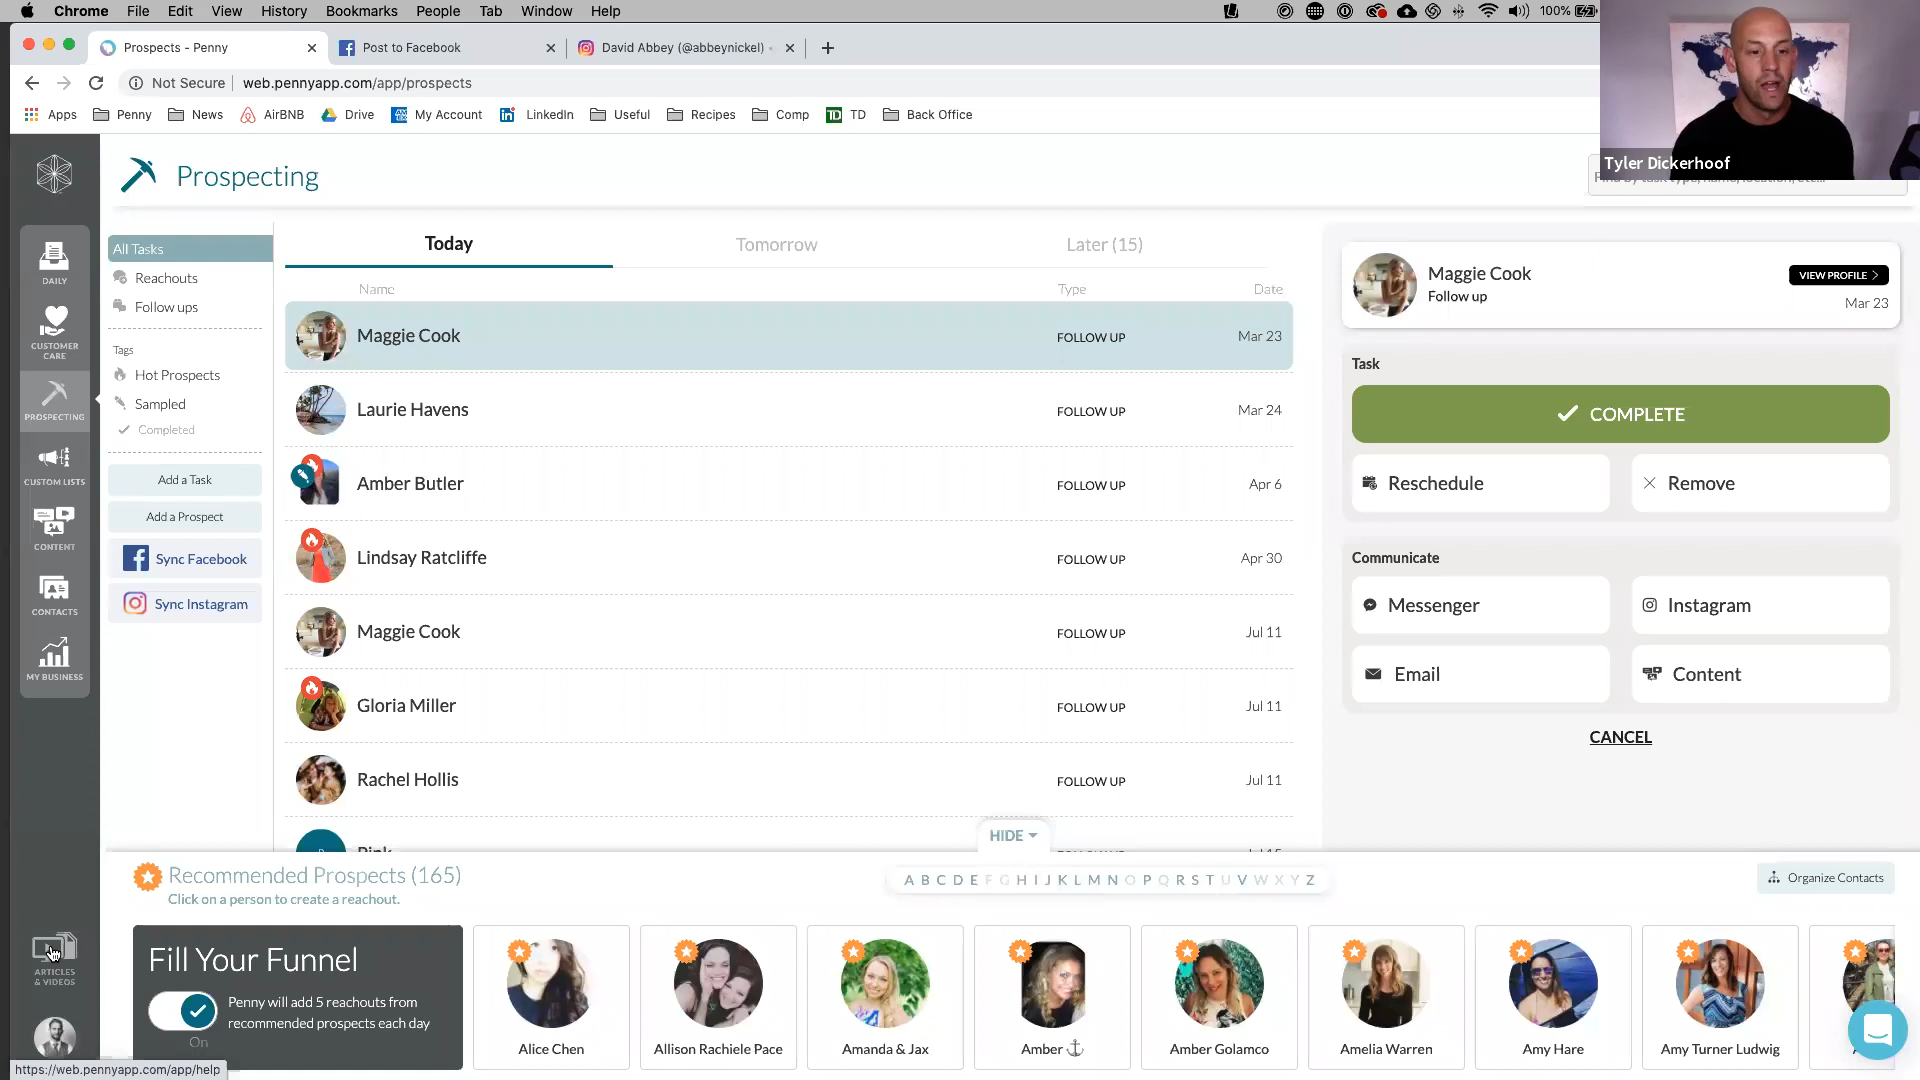 Chrome File Edit View History Bookmarks People Tab Window Help 100%
Prospects - Penny
Post to Facebook
David Abbey (@abbeynickel)
Not Secure web.pennyapp.com/app/prospects
Apps Penny News AirBNB Drive My Account LinkedIn Useful Recipes Comp TD Back Office
Tyler Dickerhoof
Prospecting
DAILY
CUSTOMER CARE
PROSPECTING
CUSTOM LISTS
CONTENT
CONTACTS
MY BUSINESS
ARTICLES & VIDEOS
All Tasks
Reachouts
Follow ups
Tags
Hot Prospects
Sampled
Completed
Add a Task
Add a Prospect
Sync Facebook
Sync Instagram
Today Tomorrow Later (15)
Name Type Date
Maggie Cook FOLLOW UP Mar 23
Laurie Havens FOLLOW UP Mar 24
Amber Butler FOLLOW UP Apr 6
Lindsay Ratcliffe FOLLOW UP Apr 30
Maggie Cook FOLLOW UP Jul 11
Gloria Miller FOLLOW UP Jul 11
Rachel Hollis FOLLOW UP Jul 11
HIDE
Maggie Cook
Follow up
VIEW PROFILE >
Mar 23
Task
COMPLETE
Reschedule Remove
Communicate
Messenger Instagram
Email Content
CANCEL
Recommended Prospects (165)
Click on a person to create a reachout.
A B C D E F G H I J K L M N O P Q R S T U V W X Y Z
Organize Contacts
Fill Your Funnel
Penny will add 5 reachouts from
recommended prospects each day
On
Alice Chen
Allison Rachiele Pace
Amanda & Jax
Amber
Amber Golamco
Amelia Warren
Amy Hare
Amy Turner Ludwig
https://web.pennyapp.com/app/help